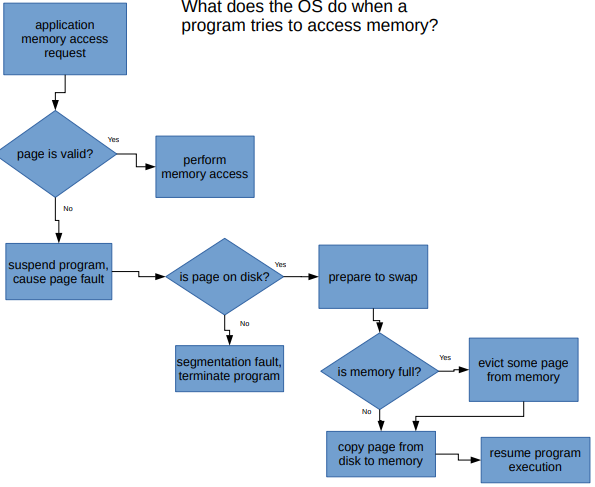 What does the OS do when a
program tries to access memory?
application
memory access
request
page is valid?
Yes
perform
memory access
No
suspend program,
cause page fault
is page on disk?
Yes
prepare to swap
No
segmentation fault,
terminate program
is memory full?
Yes
evict some page
from memory
No
copy page from
disk to memory
resume program
execution